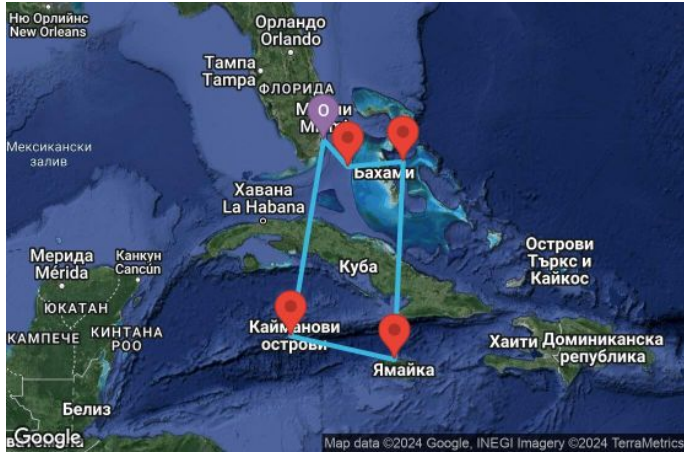 Ню Орлийнс
New Orleans
Орландо
Orlando
Тампа
Tampa
ФЛОРИДА
О
Мексикански
залив
Бахами
Хавана
La Habana
Мерида
Mérida
Канкун
Cancún
Куба
Острови
Търкс и
Кайкос
ЮКАТАН
КАМПЕЧЕ
КИНТАНА
РОО
Кайманови
острови
Ямайка
Хаити
Доминиканска
република
Белиз
Google
Map data ©2024 Google, INEGI Imagery ©2024 TerraMetrics